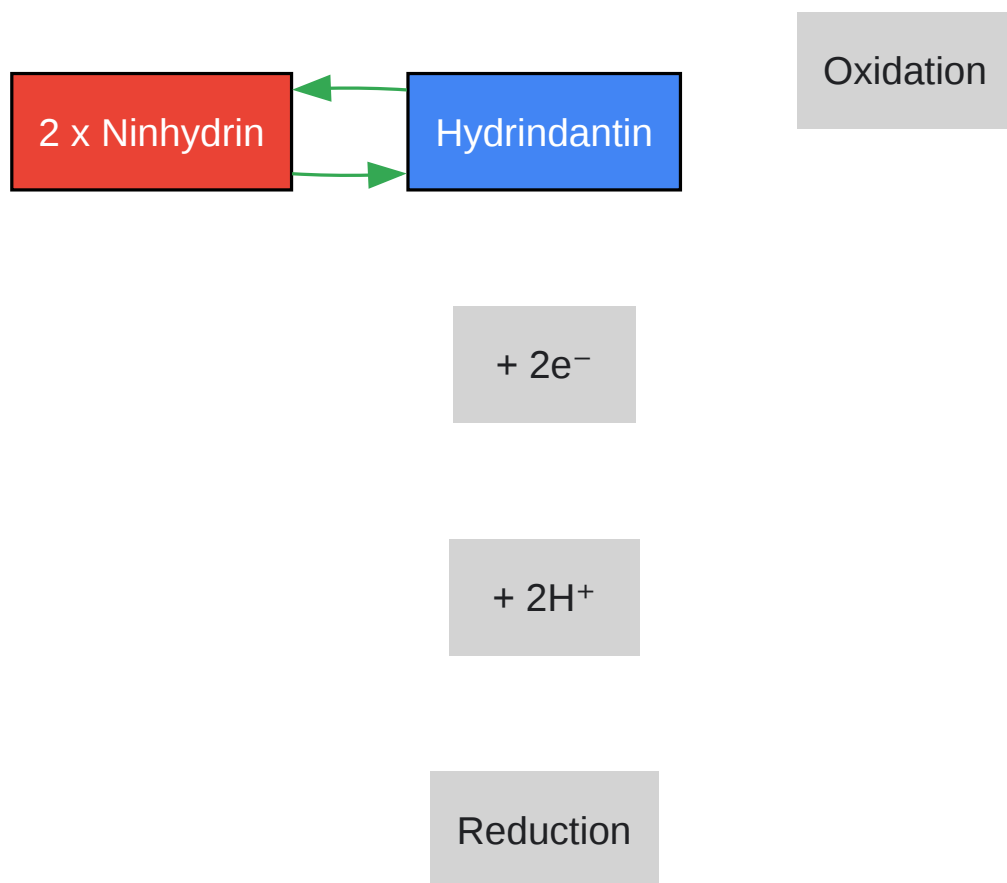 Oxidation
2 x Ninhydrin
Hydrindantin
+ 2e⁻
+ 2H⁺
Reduction